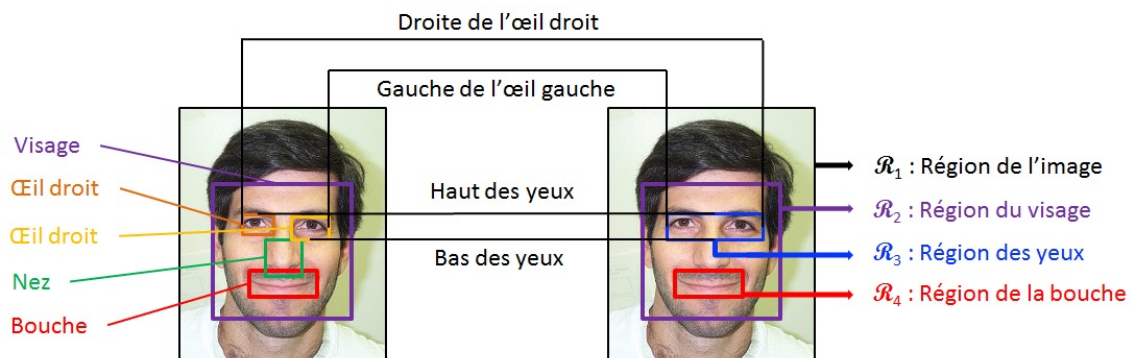 Droite de l’œil droit
Gauche de l’œil gauche
Visage
Œil droit
Œil droit
Nez
Bouche
Haut des yeux
Bas des yeux
ℛ₁ : Région de l’image
ℛ₂ : Région du visage
ℛ₃ : Région des yeux
ℛ₄ : Région de la bouche